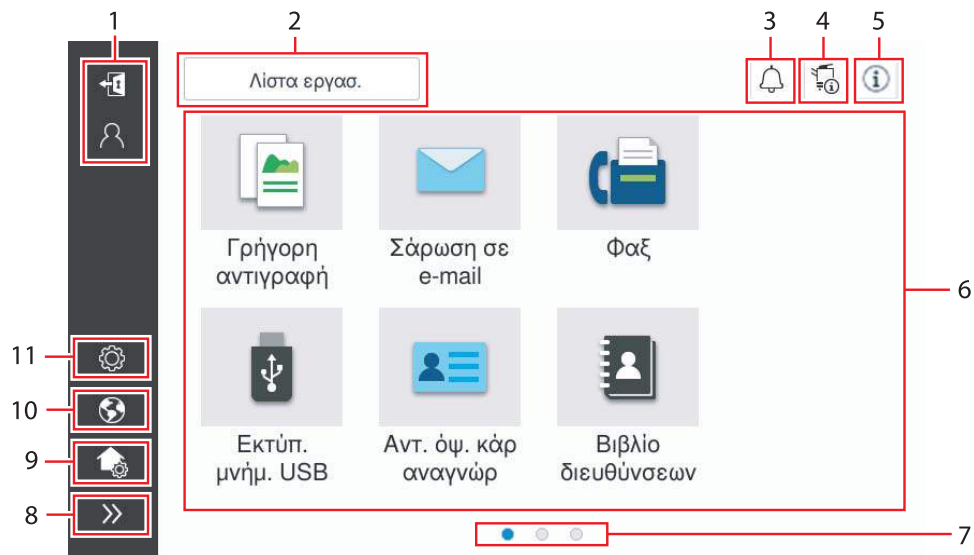 1
2
3
4
5
Λίστα εργασ.
Γρήγορη
αντιγραφή
Σάρωση σε
e-mail
Φαξ
6
11
10
9
8
Εκτύπ.
μνήμ. USB
Αντ. όψ. κάρ
αναγνώρ
Βιβλίο
διευθύνσεων
7